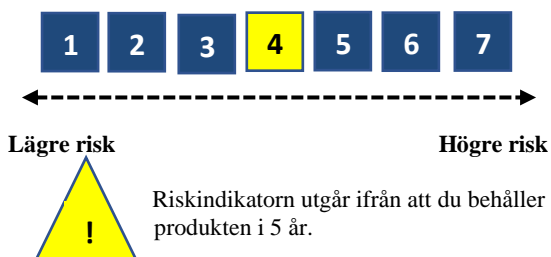 1 2 3 4 5 6 7
Lägre risk Högre risk
! Riskindikatorn utgår ifrån att du behåller
produkten i 5 år.